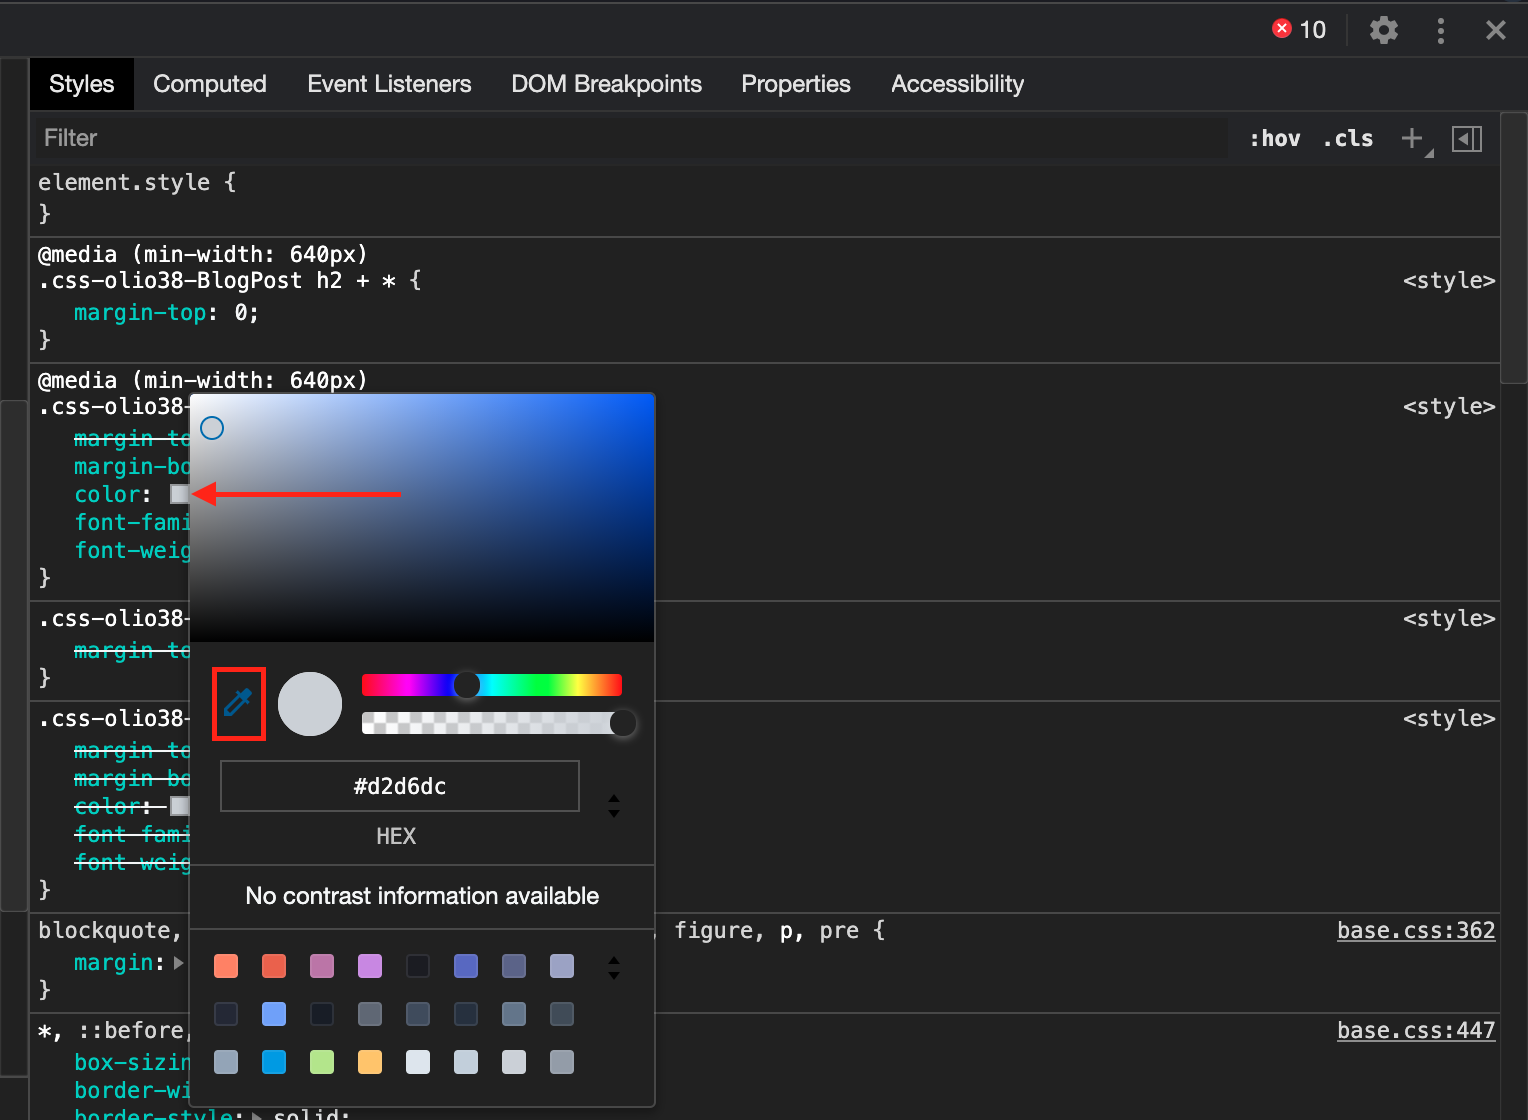 10
Styles Computed Event Listeners DOM Breakpoints Properties Accessibility
Filter :hov .cls
element.style {
}
@media (min-width: 640px)
.css-olio38-BlogPost h2 + * { <style>
margin-top: 0;
}
@media (min-width: 640px)
.css-olio38- <style>
margin-to
margin-bo
color:
font-fami
font-weig
}
.css-olio38- <style>
margin-to
}
.css-olio38- <style>
margin-to
margin-bo
color:
font-fami
font-weig
}
#d2d6dc
HEX
No contrast information available
blockquote, , figure, p, pre { base.css:362
margin:
}
*, ::before, base.css:447
box-sizin
border-wi
border-style: solid;